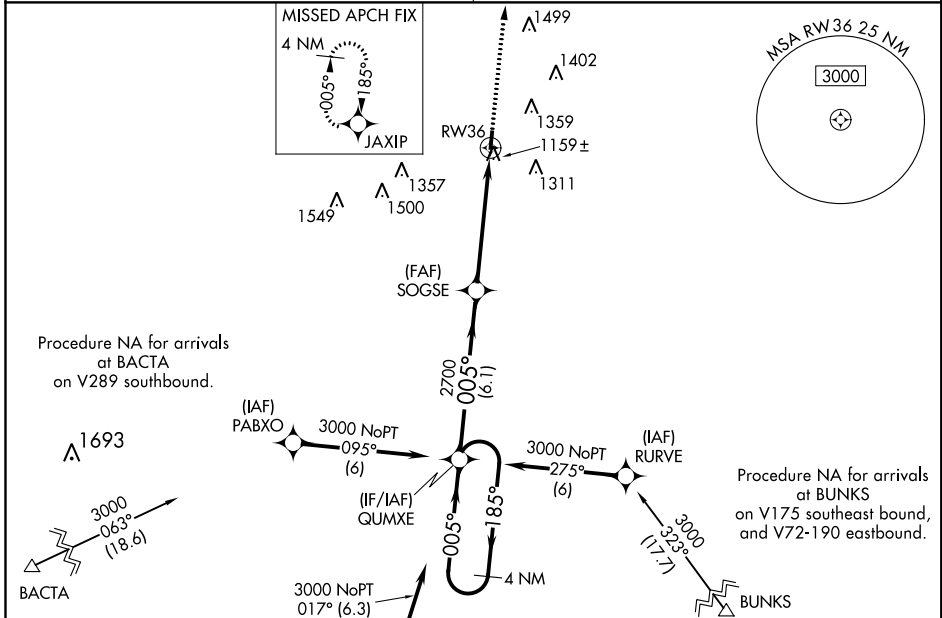 MISSED APCH FIX
4 NM
005°
185°
JAXIP
1499
1402
1359
RW36
1159±
1311
1357
1500
1549
MSA RW36 25 NM
3000
(FAF)
SOGSE
2700
005°
(6.1)
Procedure NA for arrivals
at BACTA
on V289 southbound.
1693
(IAF)
PABXO
3000 NoPT
095°
(6)
(IF/IAF)
QUMXE
3000 NoPT
275°
(6)
(IAF)
RURVE
Procedure NA for arrivals
at BUNKS
on V175 southeast bound,
and V72-190 eastbound.
005°
185°
4 NM
3000
063°
(18.6)
BACTA
3000 NoPT
017° (6.3)
3000
323°
(17.7)
BUNKS